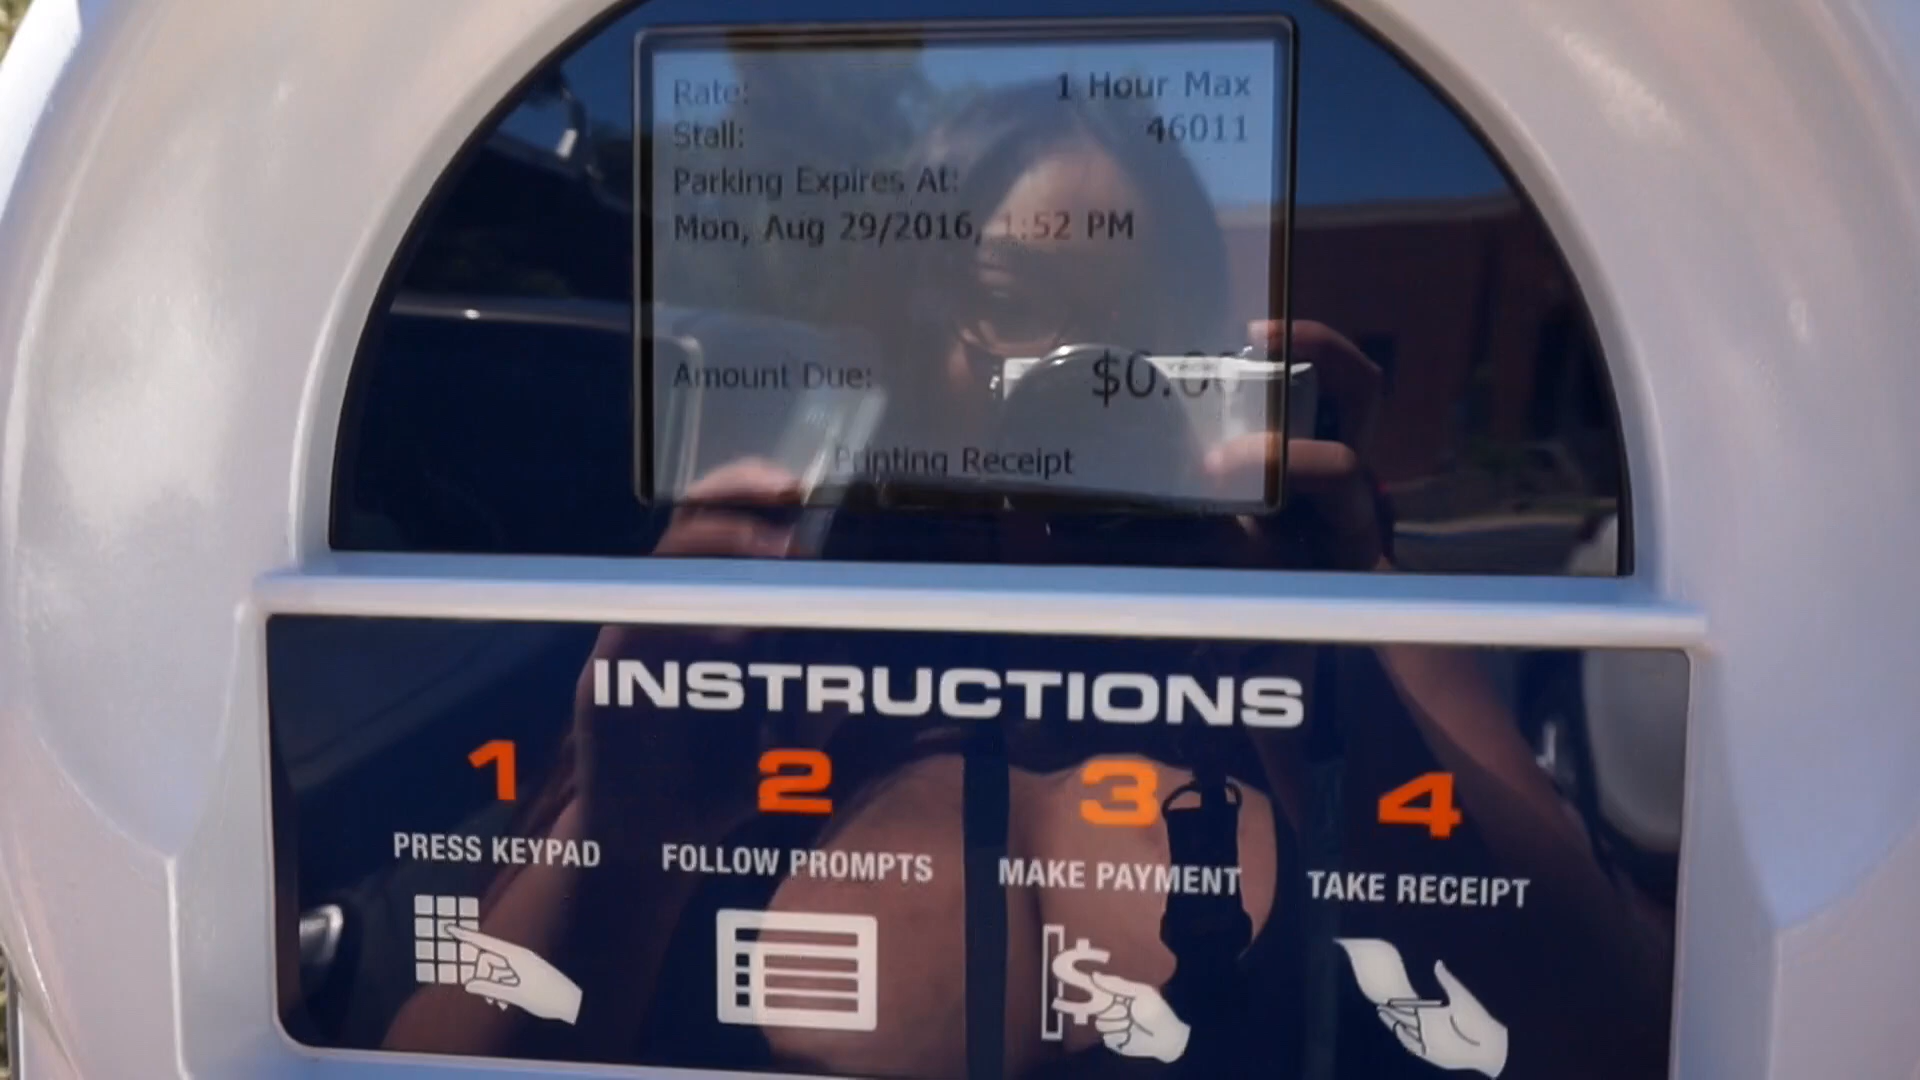 Rate: 1 Hour Max
Stall: 46011
Parking Expires At:
Mon, Aug 29/2016, 1:52 PM
Amount Due: $0.00
Printing Receipt
INSTRUCTIONS
1 2 3 4
PRESS KEYPAD FOLLOW PROMPTS MAKE PAYMENT TAKE RECEIPT
$